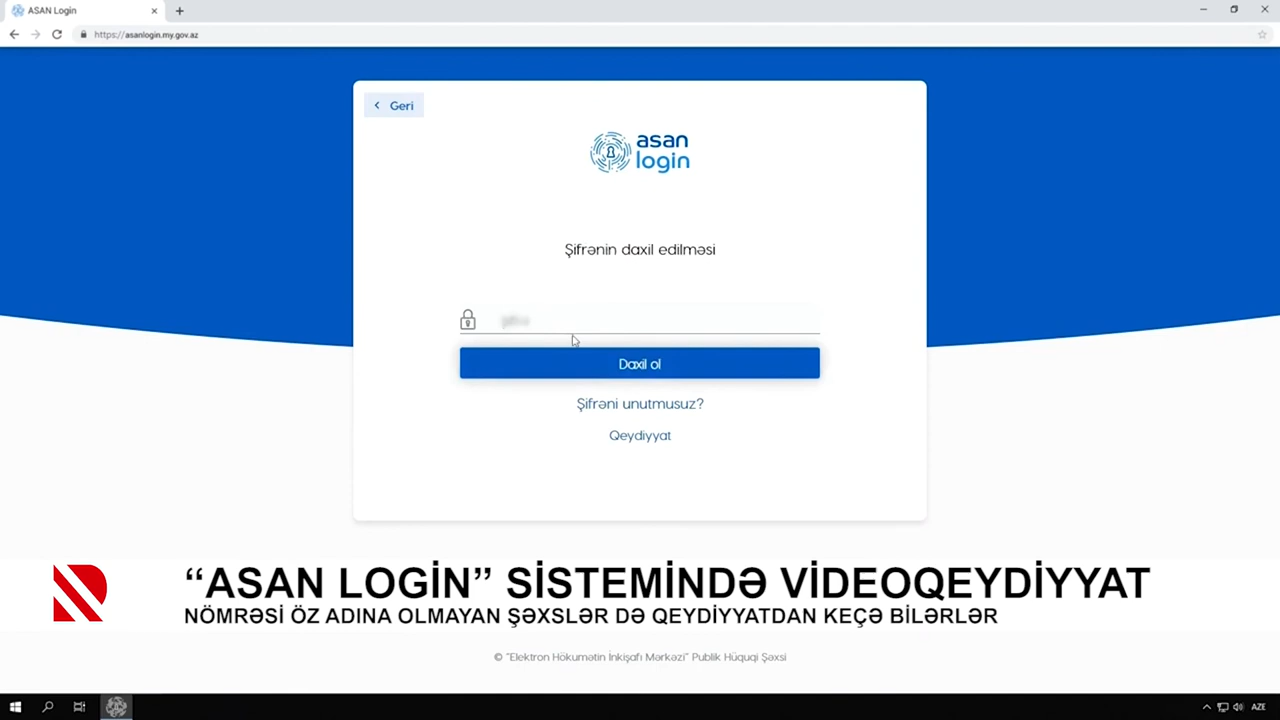 ASAN Login
https://asanlogin.my.gov.az
Geri
asan
login
Şifrənin daxil edilməsi
Daxil ol
Şifrəni unutmusuz?
Qeydiyyat
“ASAN LOGİN” SİSTEMİNDƏ VİDEOQEYDİYYAT
NÖMRƏSİ ÖZ ADINA OLMAYAN ŞƏXSLƏR DƏ QEYDİYYATDAN KEÇƏ BİLƏRLƏR
© "Elektron Hökumətin İnkişafı Mərkəzi" Publik Hüquqi Şəxsi
AZE